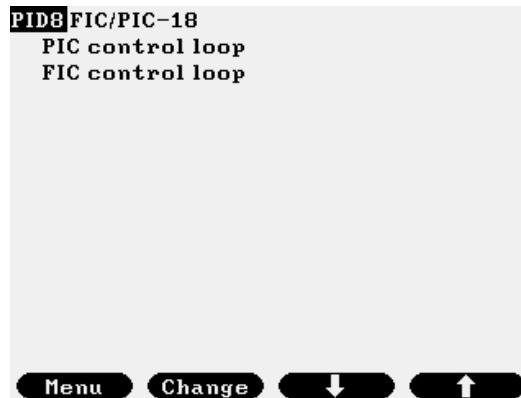 PID8 FIC/PIC-18
PIC control loop
FIC control loop
Menu Change ↓ ↑